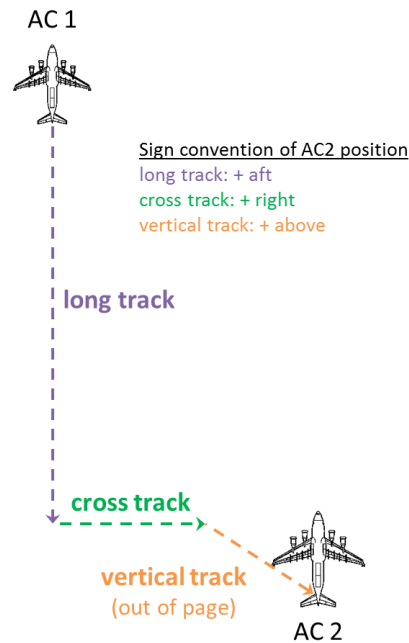 AC 1
Sign convention of AC2 position
long track: + aft
cross track: + right
vertical track: + above
long track
cross track
vertical track
(out of page)
AC 2